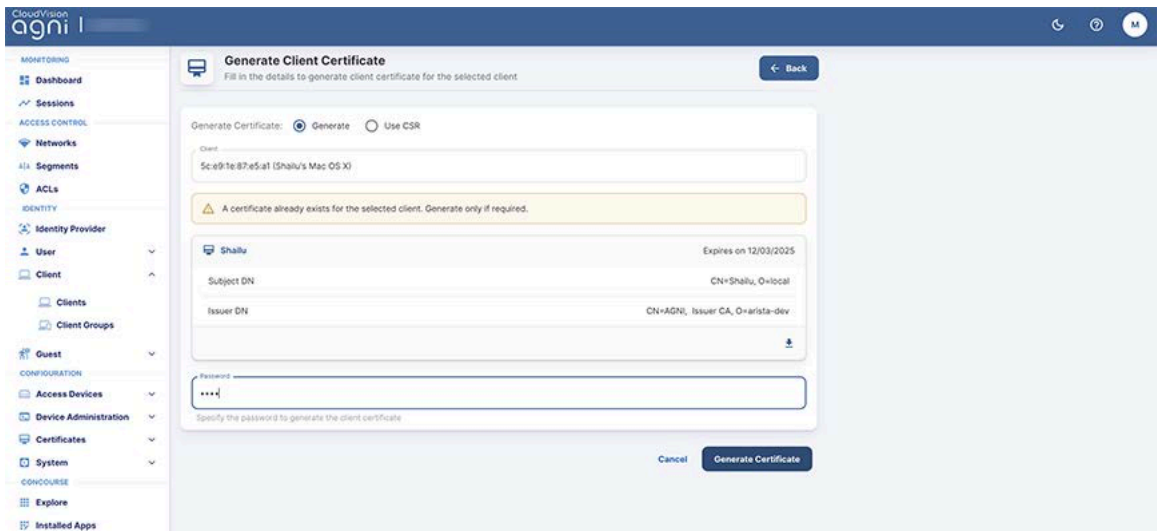 CloudVision
agni
M
MONITORING
Dashboard
Sessions
ACCESS CONTROL
Networks
Segments
ACLs
IDENTITY
Identity Provider
User
Client
Clients
Client Groups
Guest
CONFIGURATION
Access Devices
Device Administration
Certificates
System
CONCOURSE
Explore
Installed Apps
Generate Client Certificate
Fill in the details to generate client certificate for the selected client
← Back
Generate Certificate: Generate Use CSR
Client
5c:e9:1e:87:e5:a1 (Shailu's Mac OS X)
A certificate already exists for the selected client. Generate only if required.
Shailu Expires on 12/03/2025
Subject DN CN=Shailu, O=local
Issuer DN CN=AGNI, Issuer CA, O=arista-dev
Password
••••
Specify the password to generate the client certificate
Cancel Generate Certificate